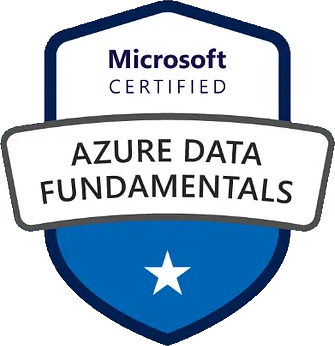 Microsoft
CERTIFIED
AZURE DATA
FUNDAMENTALS